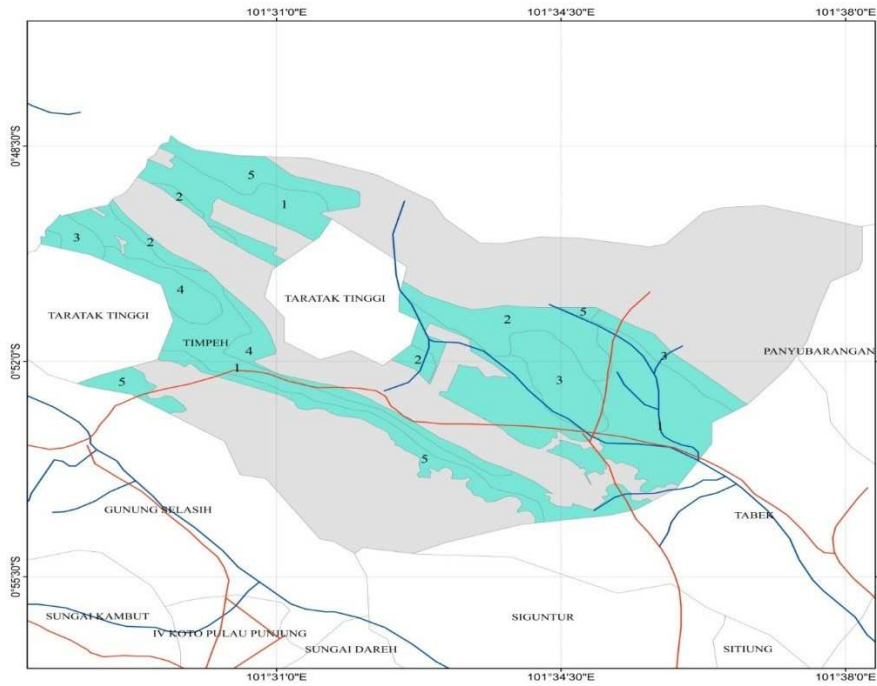 101°31'0"E 101°34'30"E 101°38'0"E
0°48'30"S
5
2
1
3
2
4
TARATAK TINGGI
TARATAK TINGGI
5
2
TIMPEH
4
3
PANYUBARANGAN
0°52'0"S
2
1
5
3
1
5
GUNUNG SELASIH
TABEK
0°55'30"S
SUNGAI KAMBUT
SIGUNTUR
IV KOTO PULAU PUNJUNG
SUNGAI DAREH
SITIUNG
101°31'0"E 101°34'30"E 101°38'0"E